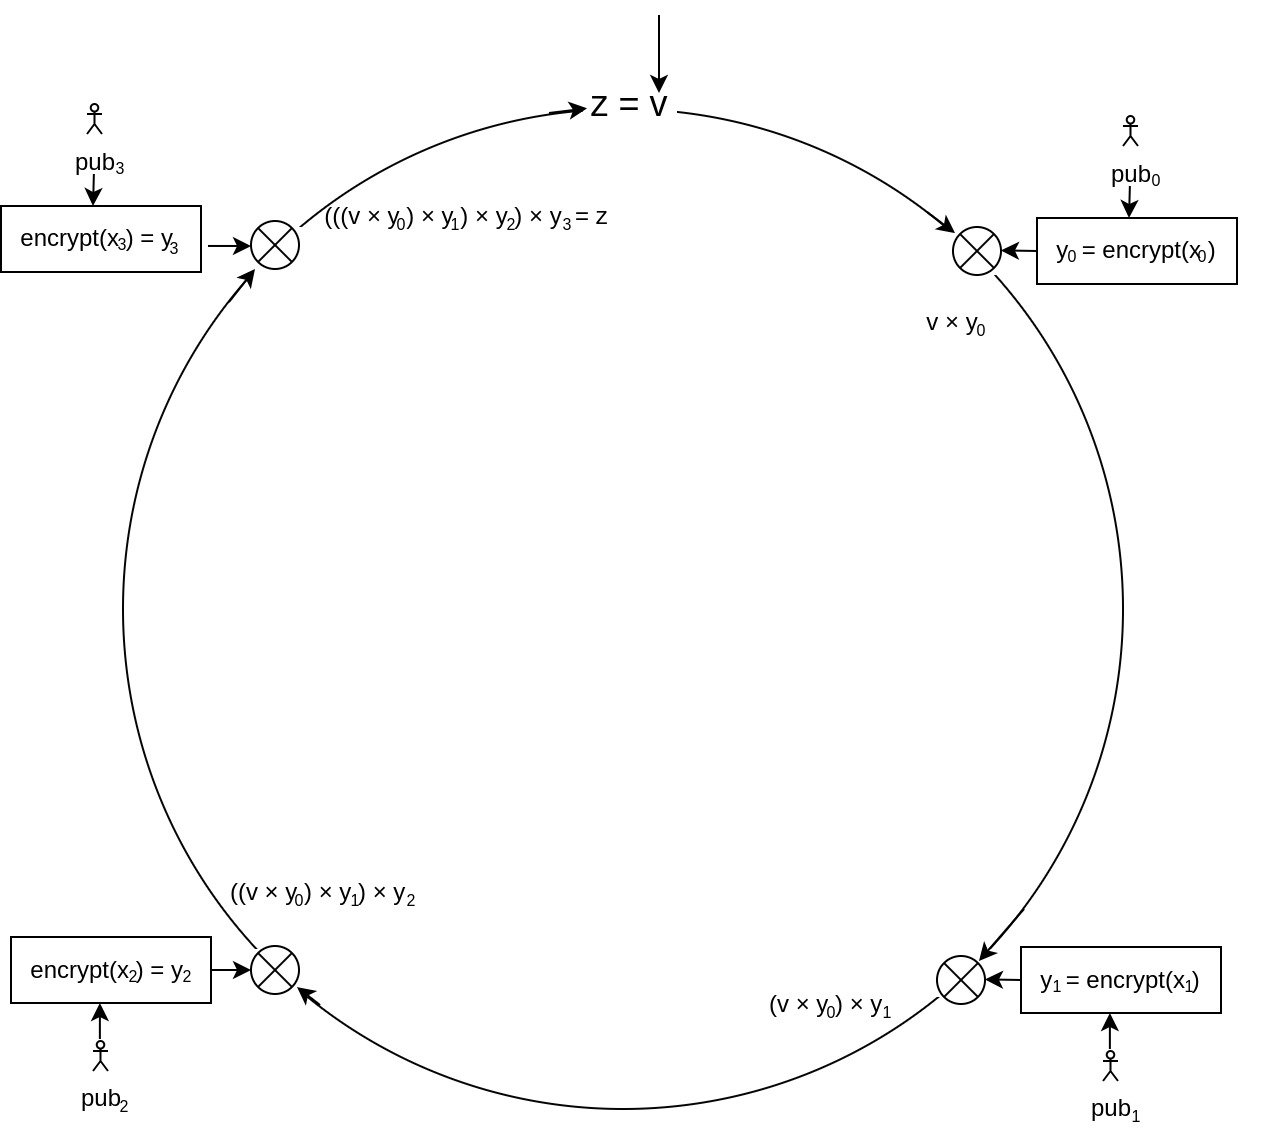 z = v
pub₃
pub₀
encrypt(x₃) = y₃
(((v × y₀) × y₁) × y₂) × y₃ = z
y₀ = encrypt(x₀)
v × y₀
((v × y₀) × y₁) × y₂
encrypt(x₂) = y₂
(v × y₀) × y₁
y₁ = encrypt(x₁)
pub₂
pub₁